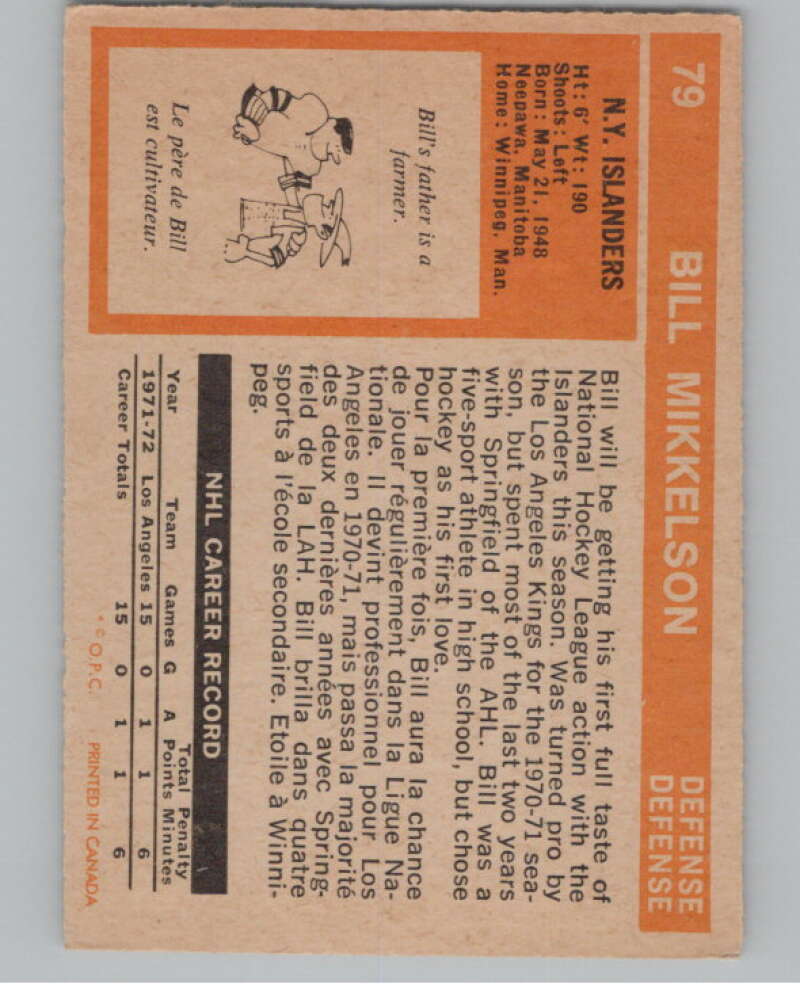 79 BILL MIKKELSON DEFENSE
DEFENSE
N.Y. ISLANDERS
Ht: 6' Wt: 190
Shoots: Left
Born: May 21, 1948
Neepawa, Manitoba
Home: Winnipeg, Man.
Bill's father is a
farmer.
Le père de Bill
est cultivateur.
Bill will be getting his first full taste of
National Hockey League action with the
Islanders this season. Was turned pro by
the Los Angeles Kings for the 1970-71 sea-
son, but spent most of the last two years
with Springfield of the AHL. Bill was a
five-sport athlete in high school, but chose
hockey as his first love.
Pour la première fois, Bill aura la chance
de jouer régulièrement dans la Ligue Na-
tionale. Il devint professionnel pour Los
Angeles en 1970-71, mais passa la majorité
des deux dernières années avec Spring-
field de la LAH. Bill brilla dans quatre
sports à l'école secondaire. Etoile à Winni-
peg.
NHL CAREER RECORD
Total Penalty
Year Team Games G A Points Minutes
1971-72 Los Angeles 15 0 1 1 6
Career Totals 15 0 1 1 6
* © O.P.C. PRINTED IN CANADA